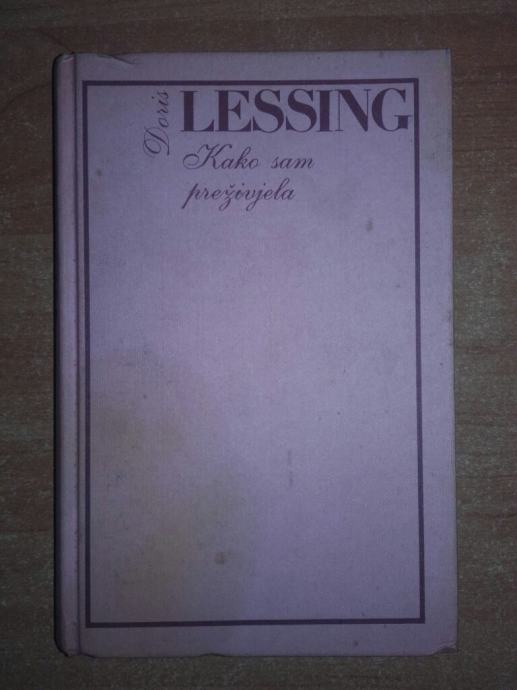 Doris
LESSING
Kako sam
preživjela